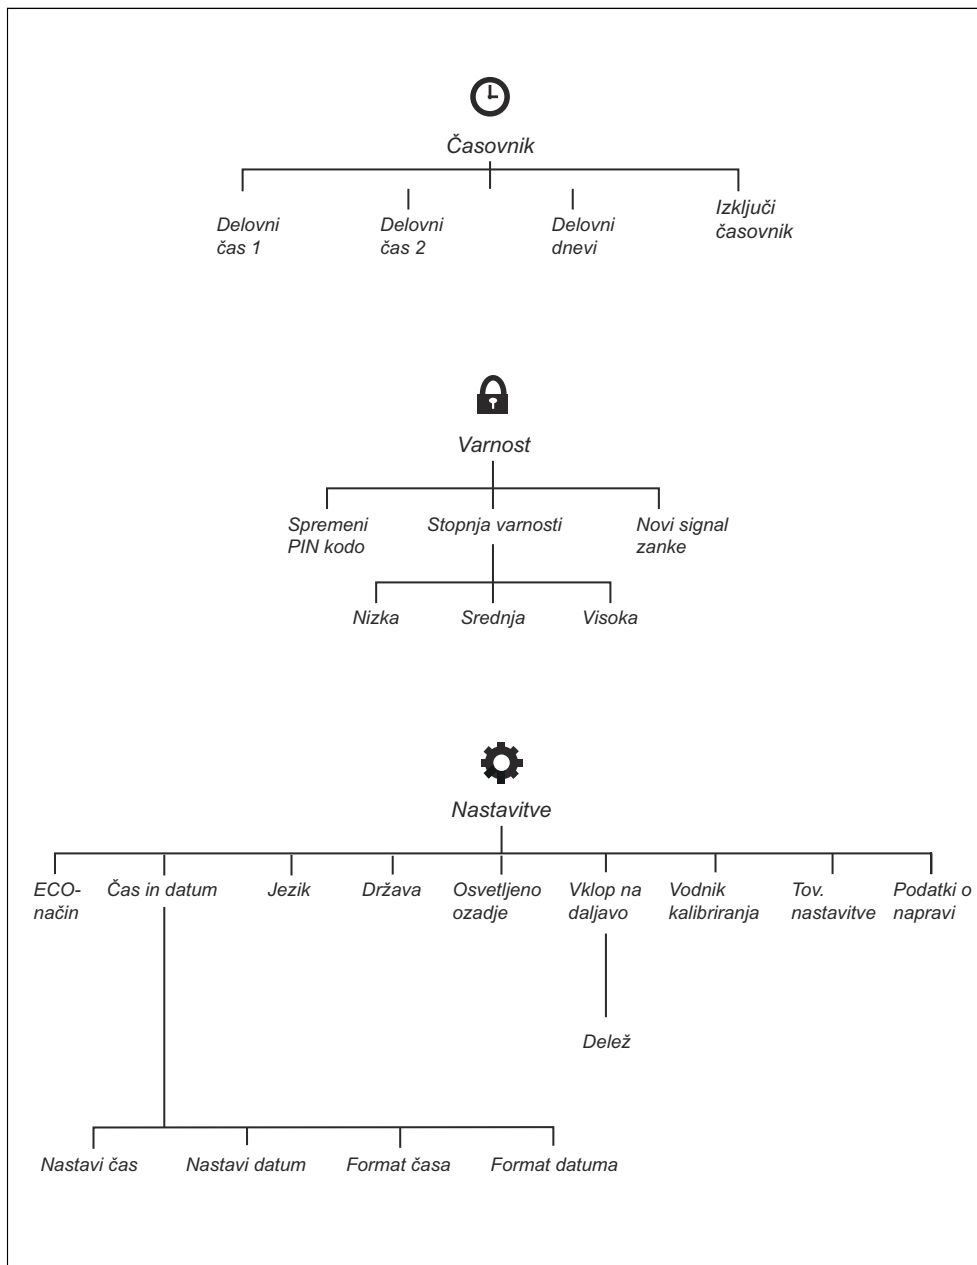 Časovnik
Delovni
čas 1
Delovni
čas 2
Delovni
dnevi
Izključi
časovnik
Varnost
Spremeni
PIN kodo
Stopnja varnosti
Novi signal
zanke
Nizka
Srednja
Visoka
Nastavitve
ECO-
način
Čas in datum
Jezik
Država
Osvetljeno
ozadje
Vklop na
daljavo
Vodnik
kalibriranja
Tov.
nastavitve
Podatki o
napravi
Delež
Nastavi čas
Nastavi datum
Format časa
Format datuma